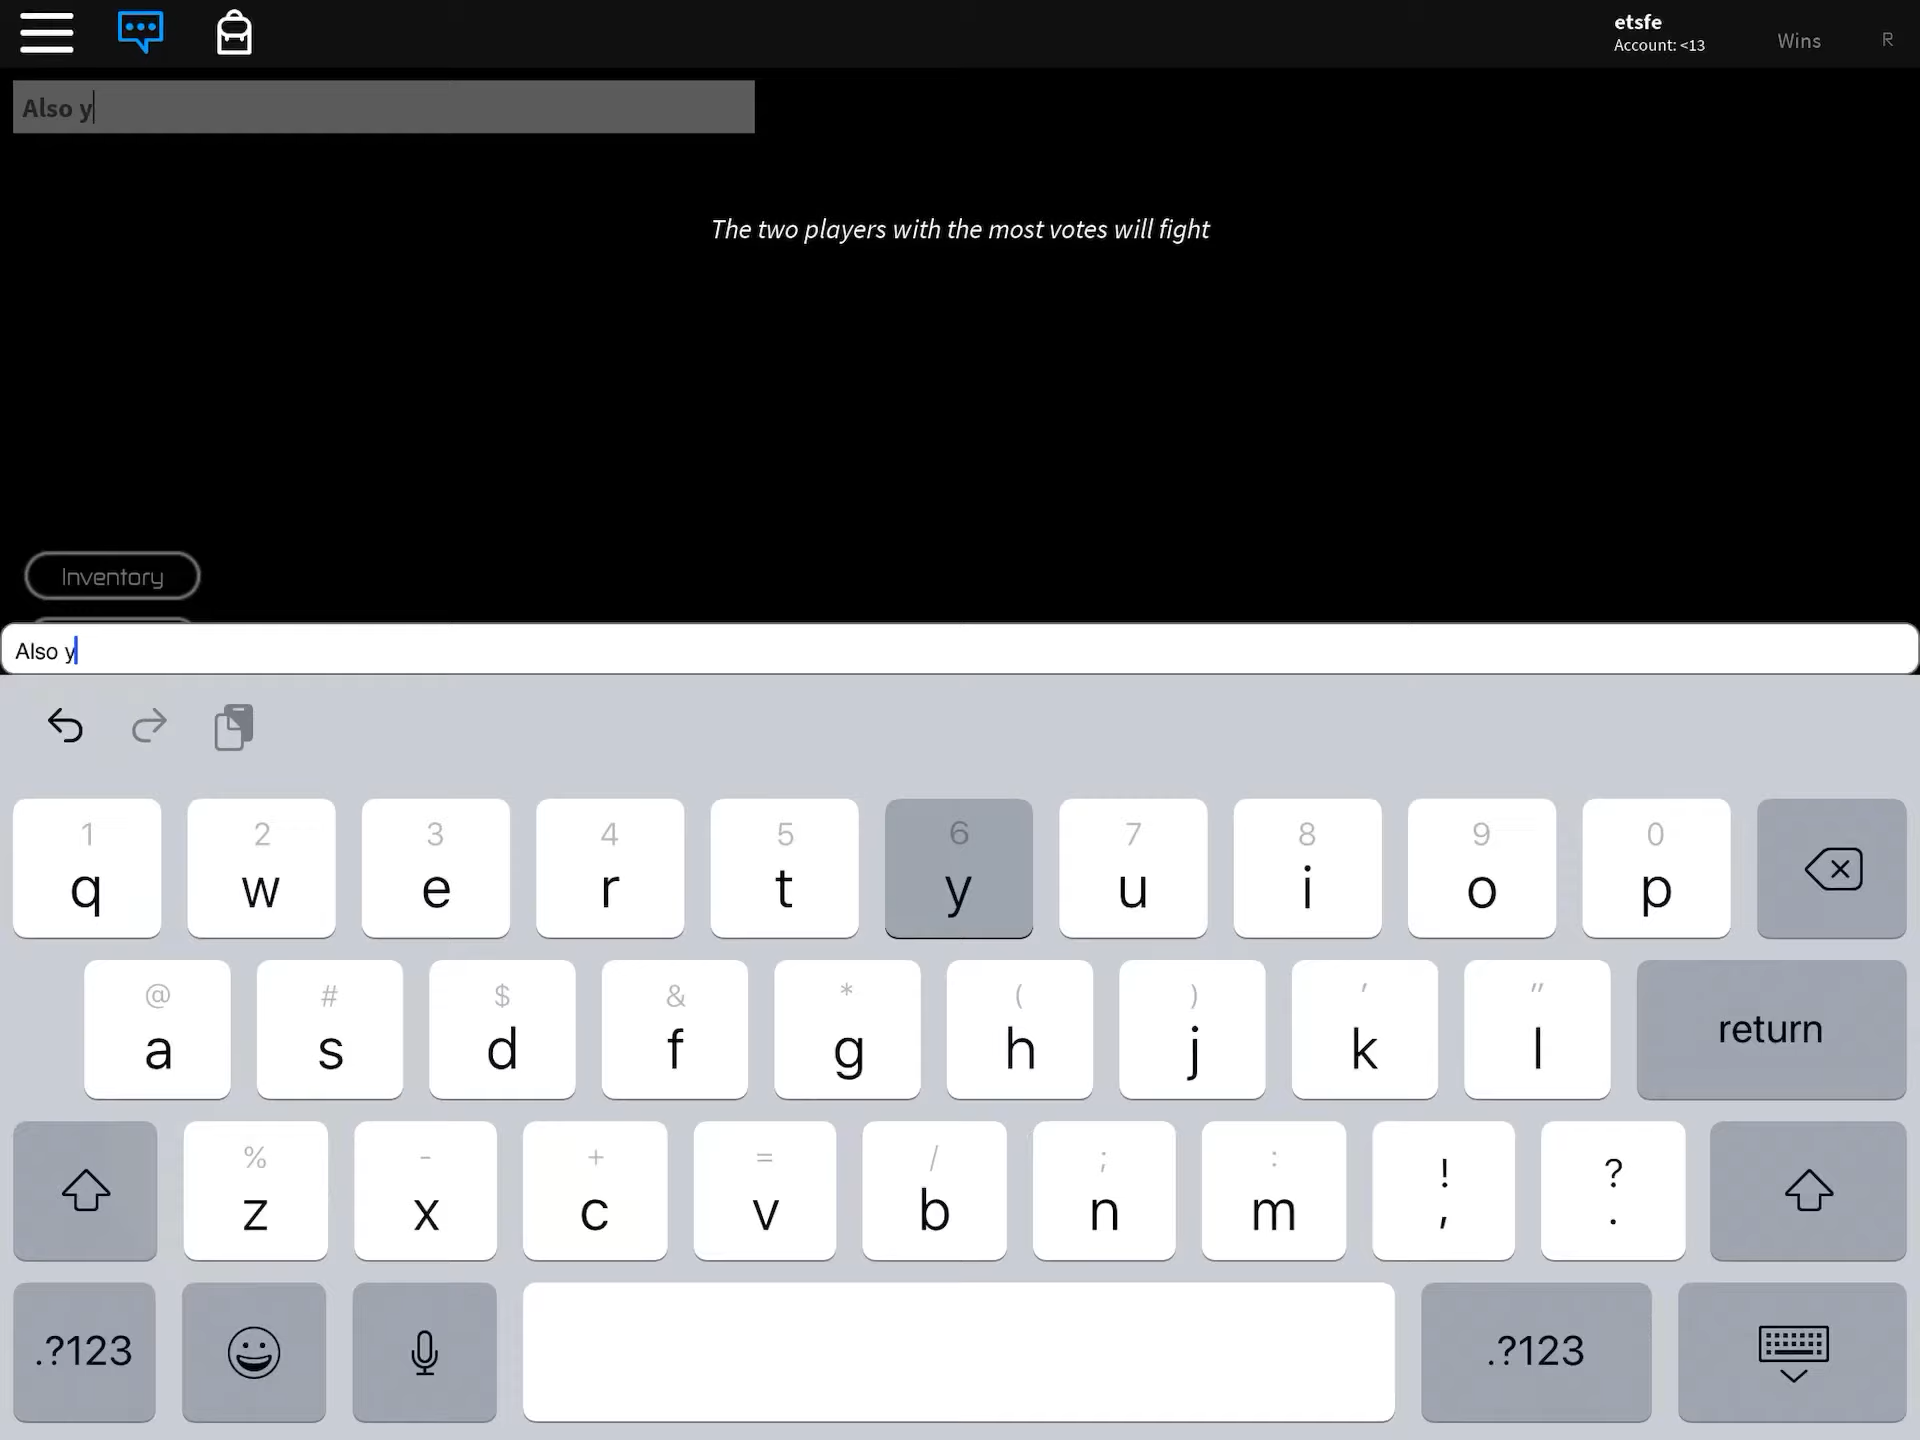 etsfe
Account: <13
Wins
R
Also y
The two players with the most votes will fight
Inventory
Also y
1 2 3 4 5 6 7 8 9 0
q w e r t y u i o p
@ # $ & * ( ) ' "
a s d f g h j k l return
% - + = / ; : ! ?
z x c v b n m , .
.?123 .?123